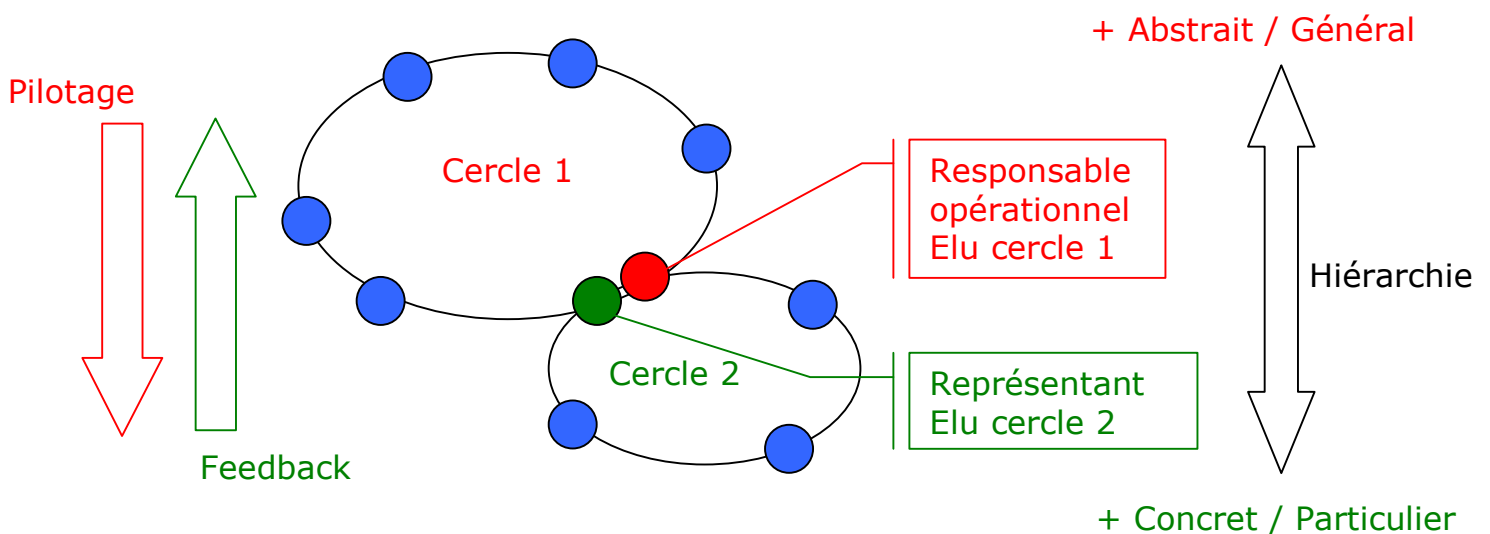 + Abstrait / Général
Pilotage
Cercle 1
Responsable
opérationnel
Elu cercle 1
Hiérarchie
Cercle 2
Représentant
Elu cercle 2
Feedback
+ Concret / Particulier